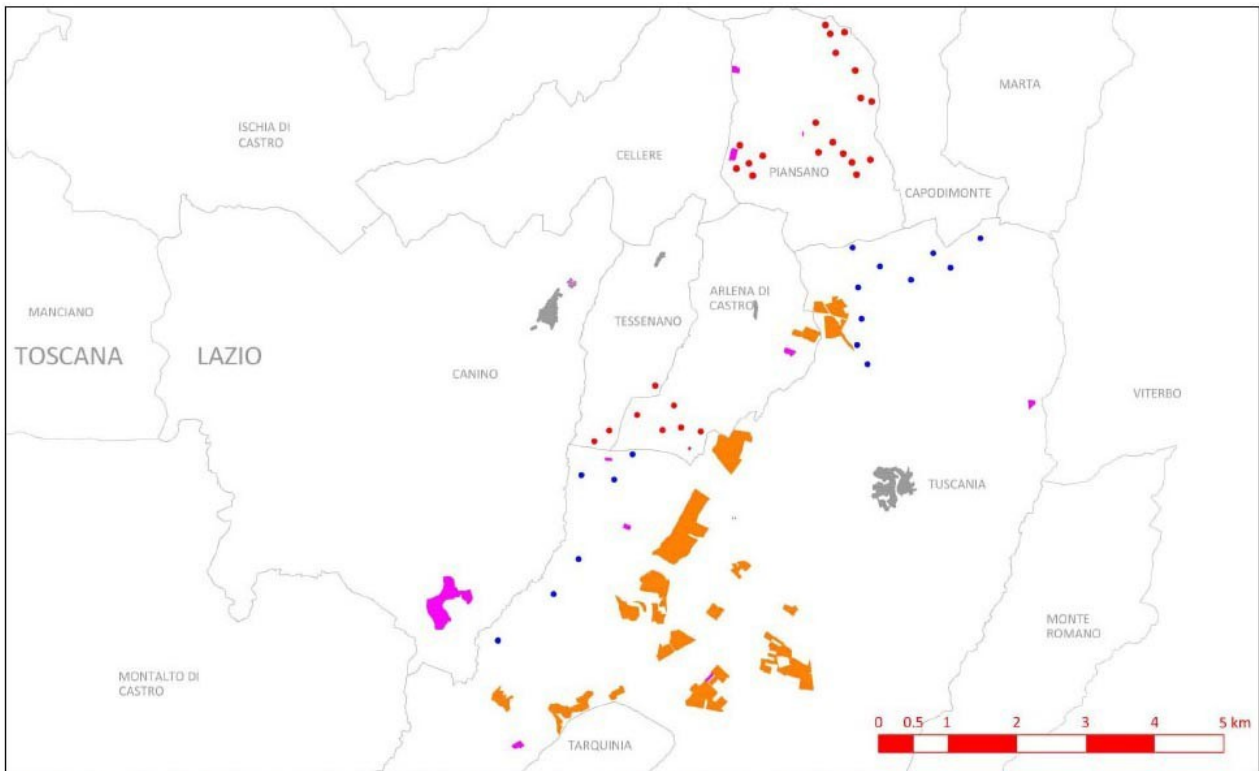 MARTA
ISCHIA DI
CASTRO
CELLERE
PIANSANO
CAPODIMONTE
ARLENA DI
CASTRO
MANCIANO
TESSENANO
TOSCANA
LAZIO
CANINO
VITERBO
TUSCANIA
MONTE
ROMANO
MONTALTO DI
CASTRO
TARQUINIA
0 0.5 1 2 3 4 5 km